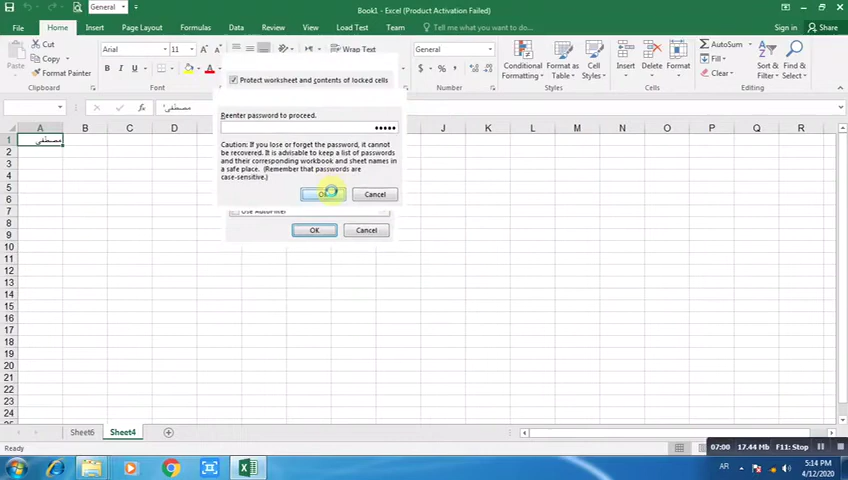 Book1 - Excel (Product Activation Failed)
File Home Insert Page Layout Formulas Data Review View Load Test Team Tell me what you want to do... Sign in Share
General
Cut
Copy
Format Painter
Paste
Arial 11
B I U
Wrap Text
General
$ % ,
Conditional Formatting
Format as Table
Cell Styles
Insert Delete Format
AutoSum
Fill
Clear
Sort & Filter
Find & Select
Clipboard
Number
Styles
Cells
Editing
Protect worksheet and contents of locked cells
مصطفى'
Reenter password to proceed.
•••••
Caution: If you lose or forget the password, it cannot
be recovered. It is advisable to keep a list of passwords
and their corresponding workbook and sheet names in
a safe place. (Remember that passwords are
case-sensitive.)
OK Cancel
Use AutoFilter
OK Cancel
A B C D J K L M N O P Q R S
1 مصطفى
2
3
4
5
6
7
8
9
10
11
12
13
14
15
16
17
18
19
20
21
22
23
24
Sheet6 Sheet4
Ready
07:00 17.44 Mb F11: Stop
AR 5:14 PM
4/12/2020